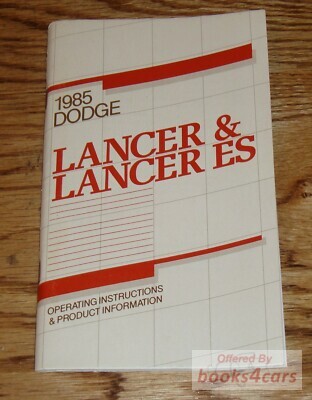 1985
DODGE
LANCER &
LANCER ES
OPERATING INSTRUCTIONS
& PRODUCT INFORMATION
Offered By
books4cars